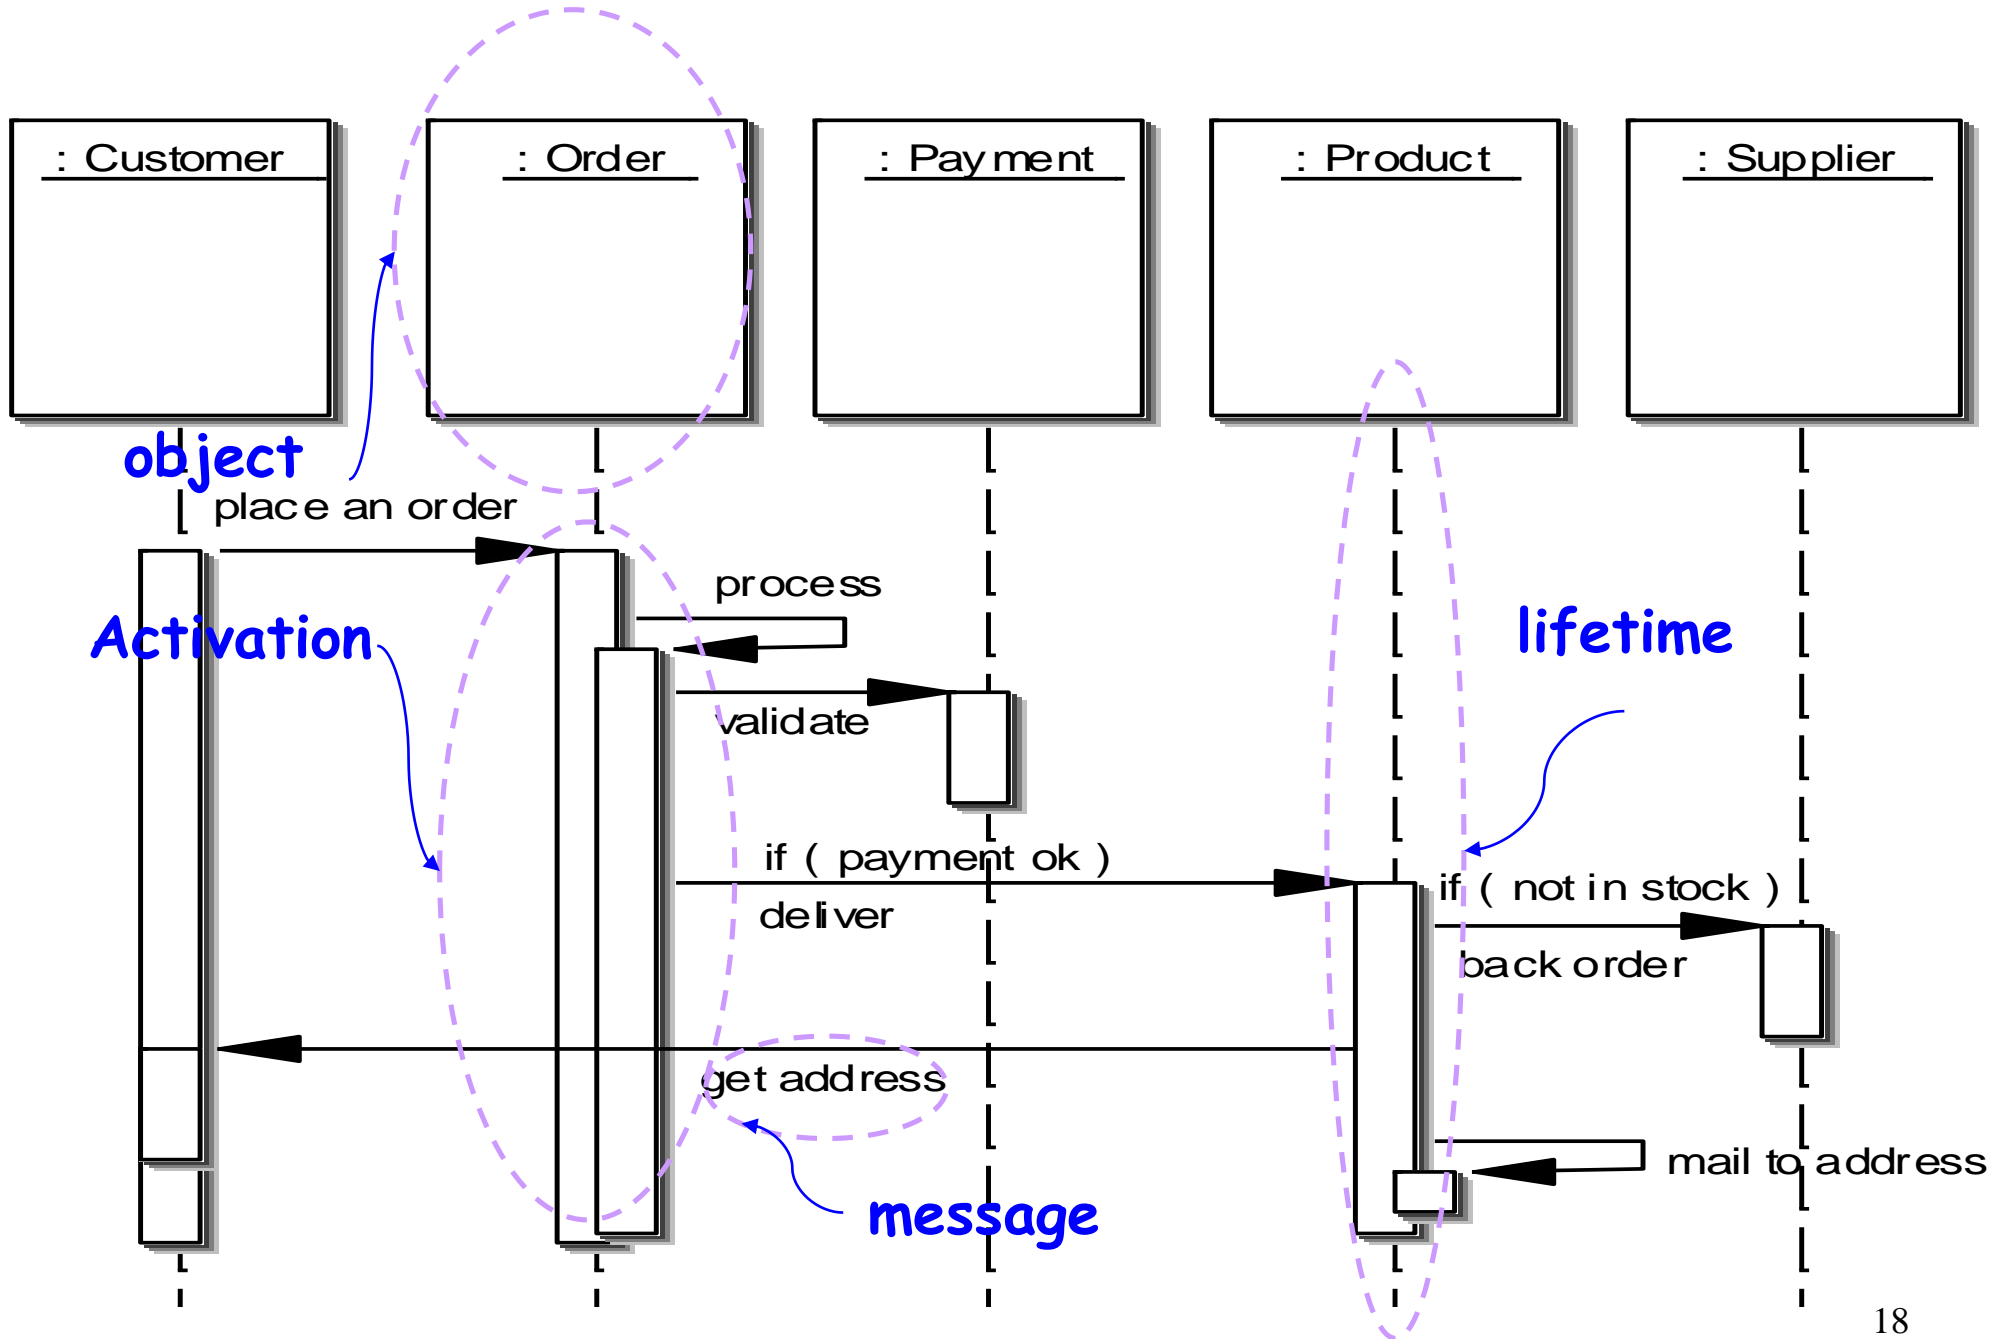 : Customer
: Order
: Payment
: Product
: Supplier
object
place an order
process
Activation
lifetime
validate
if ( payment ok )
deliver
if ( not in stock )
back order
get address
mail to address
message
18